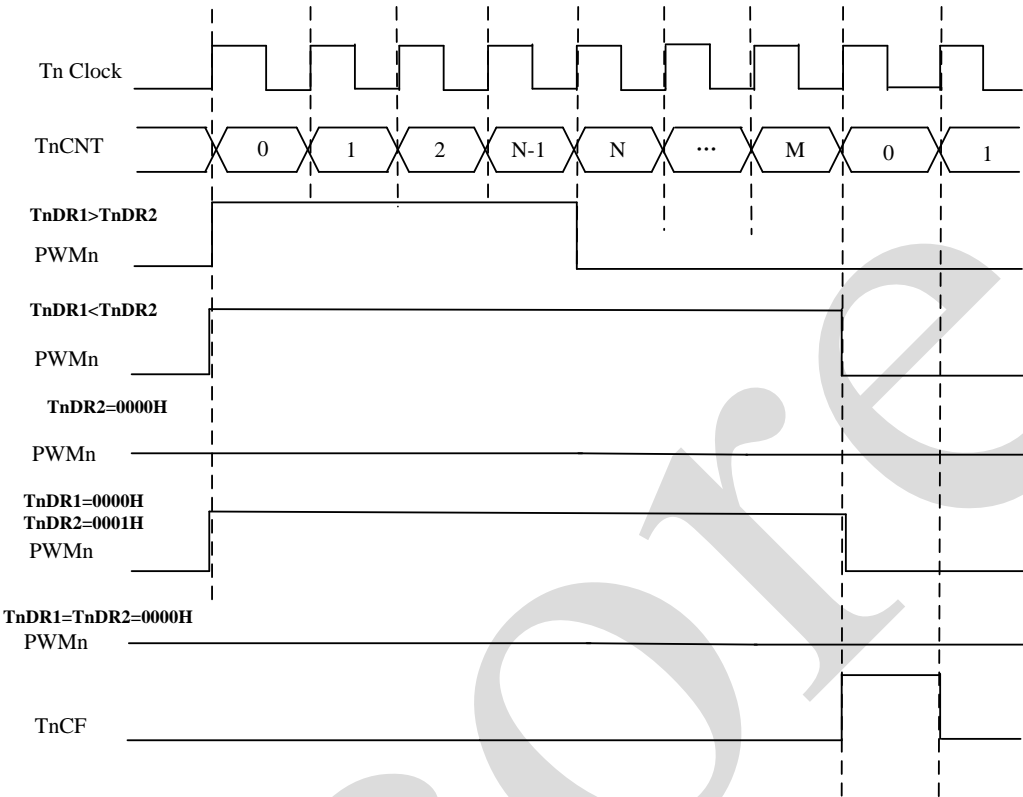 Tn Clock
TnCNT 0 1 2 N-1 N ... M 0 1
TnDR1>TnDR2
PWMn
TnDR1<TnDR2
PWMn
TnDR2=0000H
PWMn
TnDR1=0000H
TnDR2=0001H
PWMn
TnDR1=TnDR2=0000H
PWMn
TnCF
ore